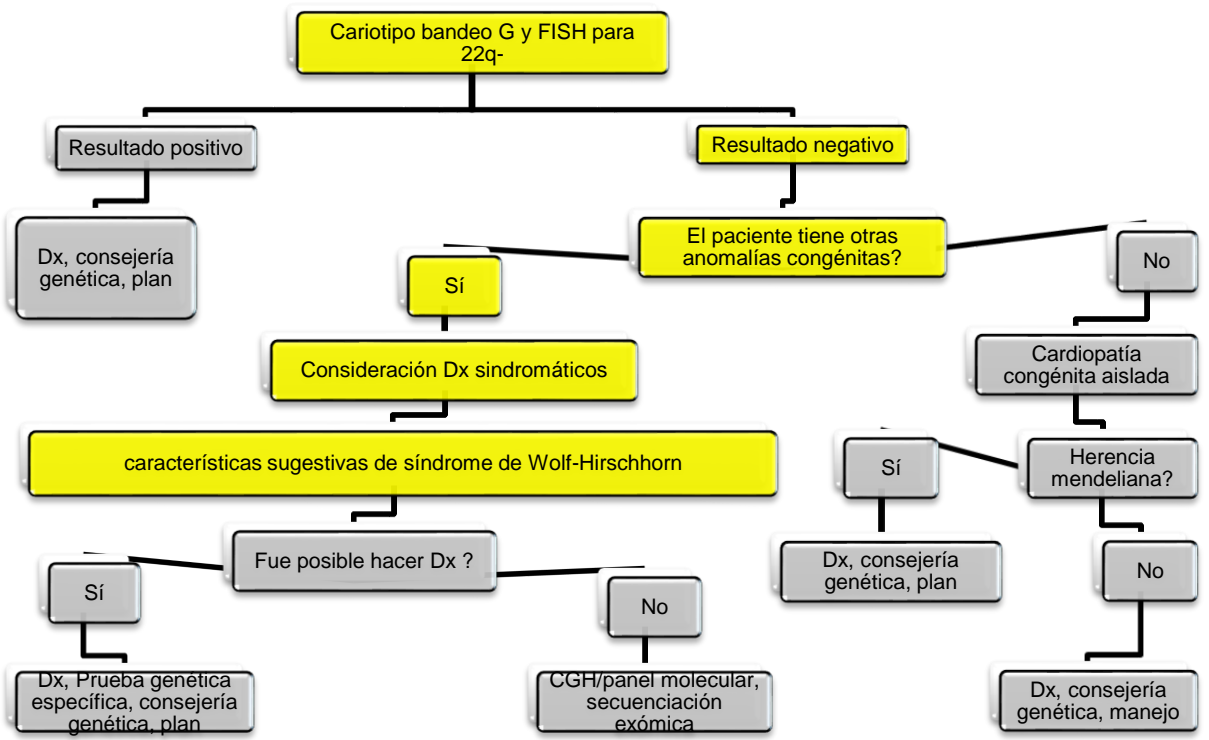 Cariotipo bandeo G y FISH para
22q-
Resultado positivo
Resultado negativo
Dx, consejería
genética, plan
El paciente tiene otras
anomalías congénitas?
Sí
No
Consideración Dx sindromáticos
Cardiopatía
congénita aislada
características sugestivas de síndrome de Wolf-Hirschhorn
Sí
Herencia
mendeliana?
Fue posible hacer Dx ?
Dx, consejería
genética, plan
No
Sí
No
Dx, Prueba genética
específica, consejería
genética, plan
CGH/panel molecular,
secuenciación
exómica
Dx, consejería
genética, manejo